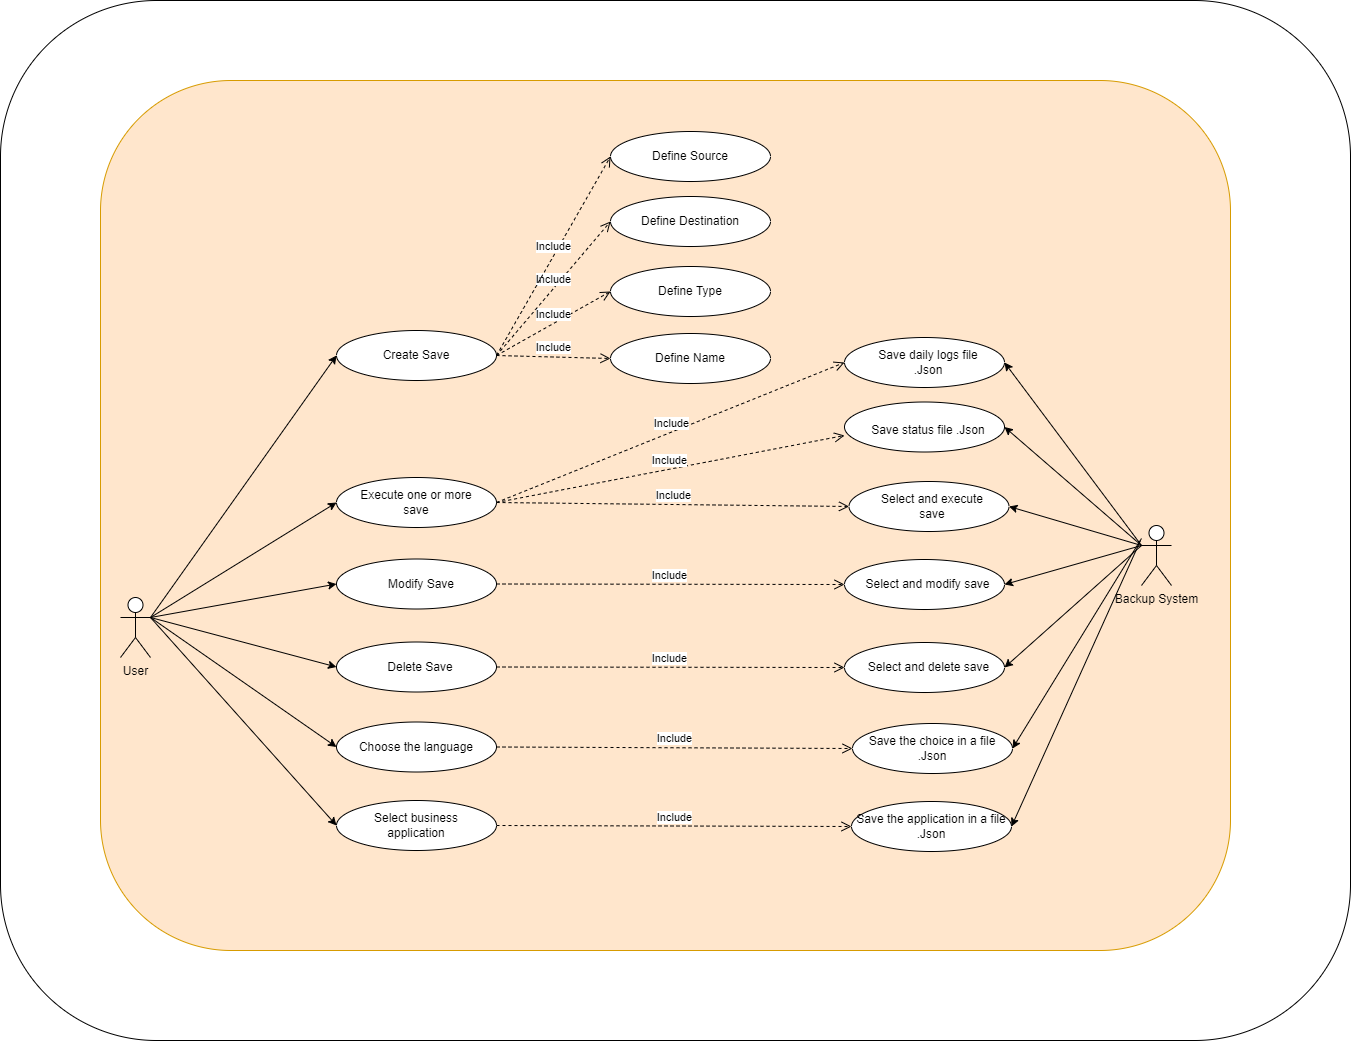 Define Source
Define Destination
Include
Include
Define Type
Include
Include
Create Save
Define Name
Save daily logs file
.Json
Include
Save status file .Json
Include
Execute one or more
save
Include
Select and execute
save
Modify Save
Include
Select and modify save
Backup System
User
Delete Save
Include
Select and delete save
Choose the language
Include
Save the choice in a file
.Json
Select business
application
Include
Save the application in a file
.Json